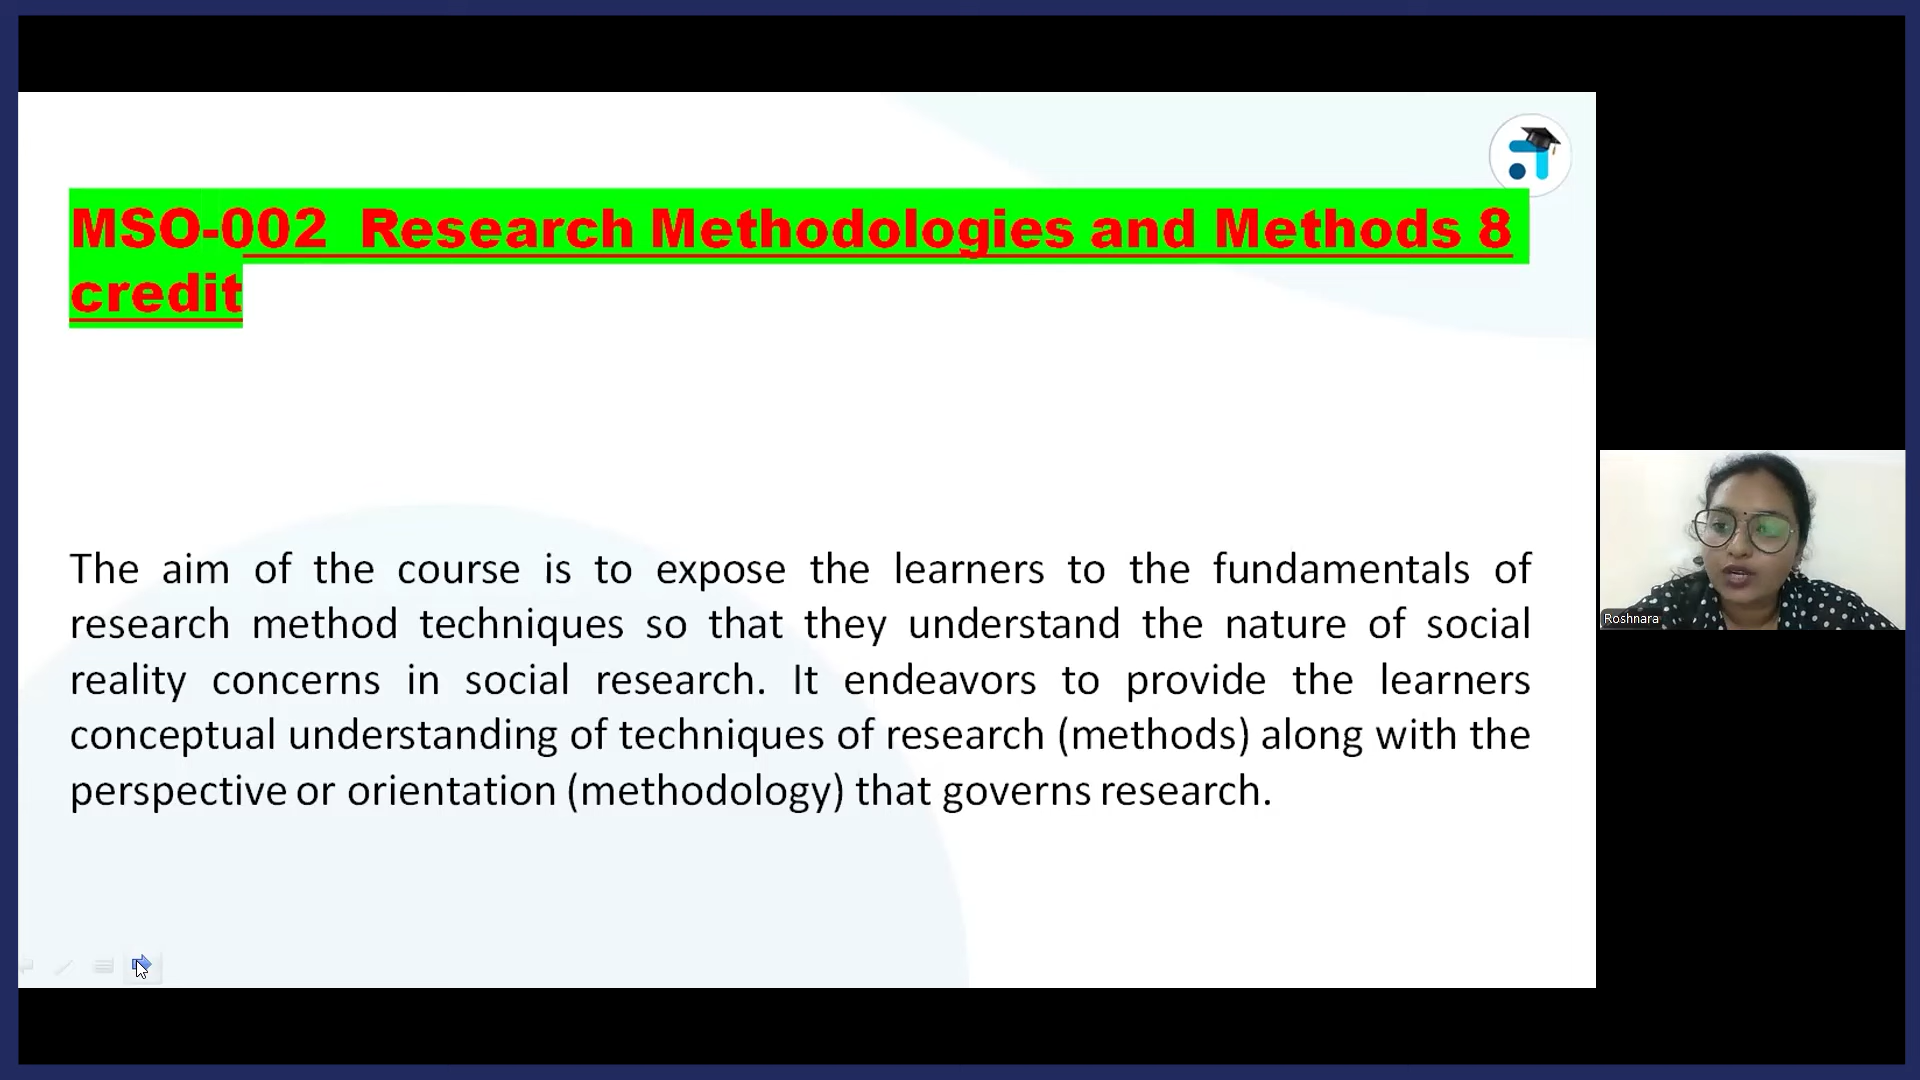 MSO-002 Research Methodologies and Methods 8
credit
The aim of the course is to expose the learners to the fundamentals of
research method techniques so that they understand the nature of social
reality concerns in social research. It endeavors to provide the learners
conceptual understanding of techniques of research (methods) along with the
perspective or orientation (methodology) that governs research.
Roshnara